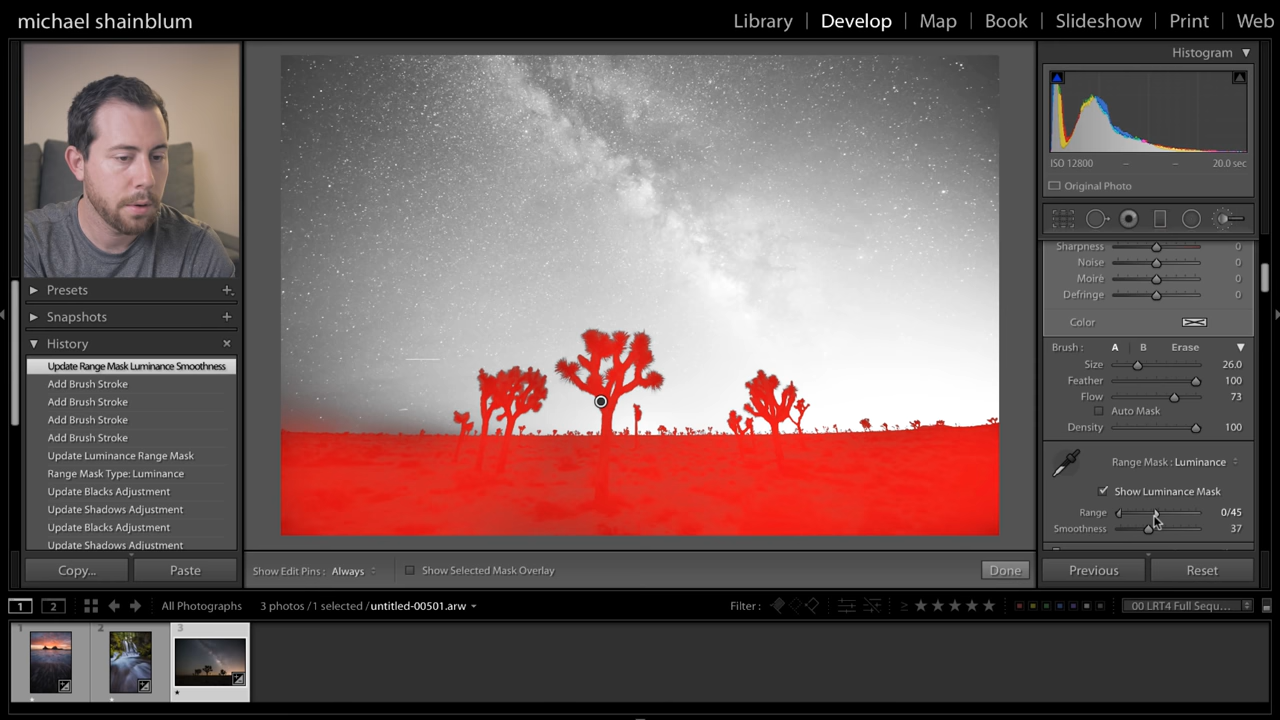 michael shainblum
Library | Develop | Map | Book | Slideshow | Print | Web
Histogram
ISO 12800 – – 20.0 sec
Original Photo
Sharpness 0
Noise 0
Moiré 0
Defringe 0
Color
Brush : A B Erase
Size 26.0
Feather 100
Flow 73
Auto Mask
Density 100
Range Mask : Luminance
Show Luminance Mask
Range 0/45
Smoothness 37
Previous Reset
Presets
Snapshots
History
Update Range Mask Luminance Smoothness
Add Brush Stroke
Add Brush Stroke
Add Brush Stroke
Add Brush Stroke
Update Luminance Range Mask
Range Mask Type: Luminance
Update Blacks Adjustment
Update Shadows Adjustment
Update Blacks Adjustment
Update Shadows Adjustment
Copy... Paste
Show Edit Pins : Always Show Selected Mask Overlay Done
1 2 All Photographs 3 photos /1 selected /untitled-00501.arw Filter : ≥ ★★★★★ 00 LRT4 Full Sequ...
1 2 3